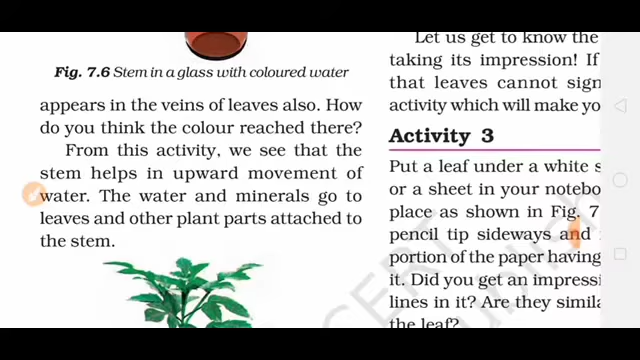 Fig. 7.6 Stem in a glass with coloured water
appears in the veins of leaves also. How
do you think the colour reached there?
From this activity, we see that the
stem helps in upward movement of
water. The water and minerals go to
leaves and other plant parts attached to
the stem.
Let us get to know the
taking its impression! If
that leaves cannot sign
activity which will make yo
Activity 3
Put a leaf under a white s
or a sheet in your notebo
place as shown in Fig. 7
pencil tip sideways and
portion of the paper having
it. Did you get an impressi
lines in it? Are they simila
the leaf?